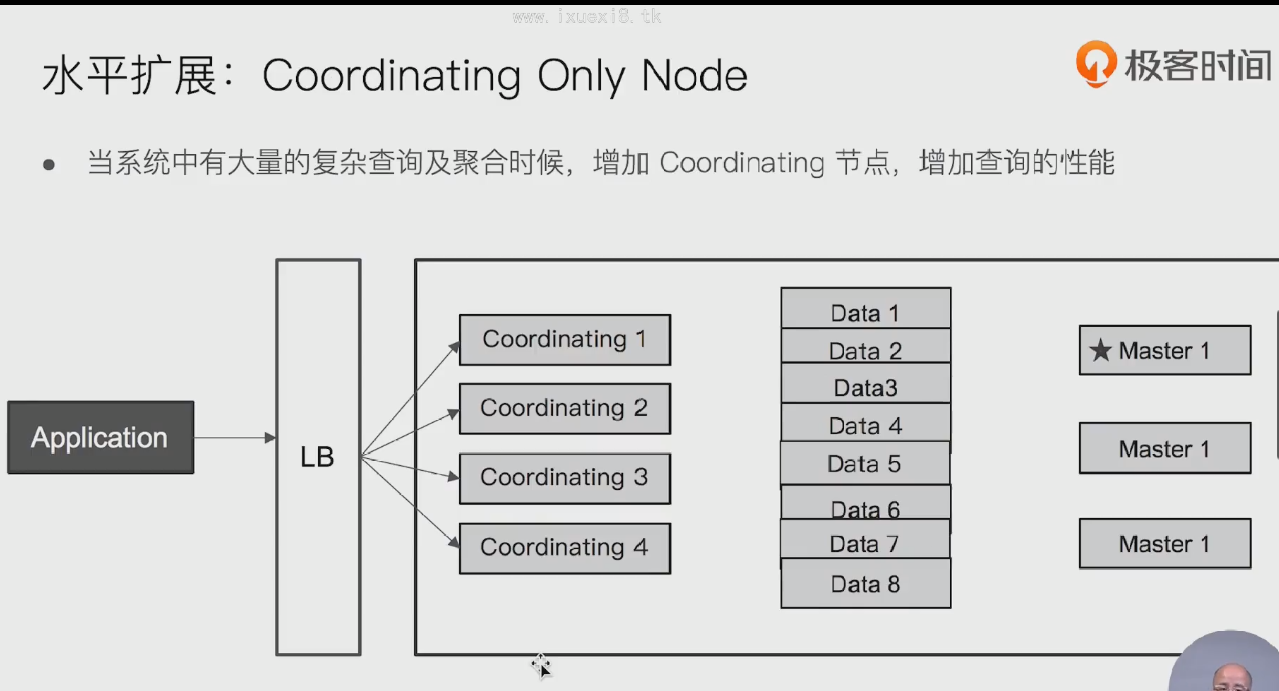 www. ixuexi8. tk
水平扩展：Coordinating Only Node
极客时间
● 当系统中有大量的复杂查询及聚合时候，增加 Coordinating 节点，增加查询的性能
Application
LB
Coordinating 1
Coordinating 2
Coordinating 3
Coordinating 4
Data 1
Data 2
Data3
Data 4
Data 5
Data 6
Data 7
Data 8
★ Master 1
Master 1
Master 1